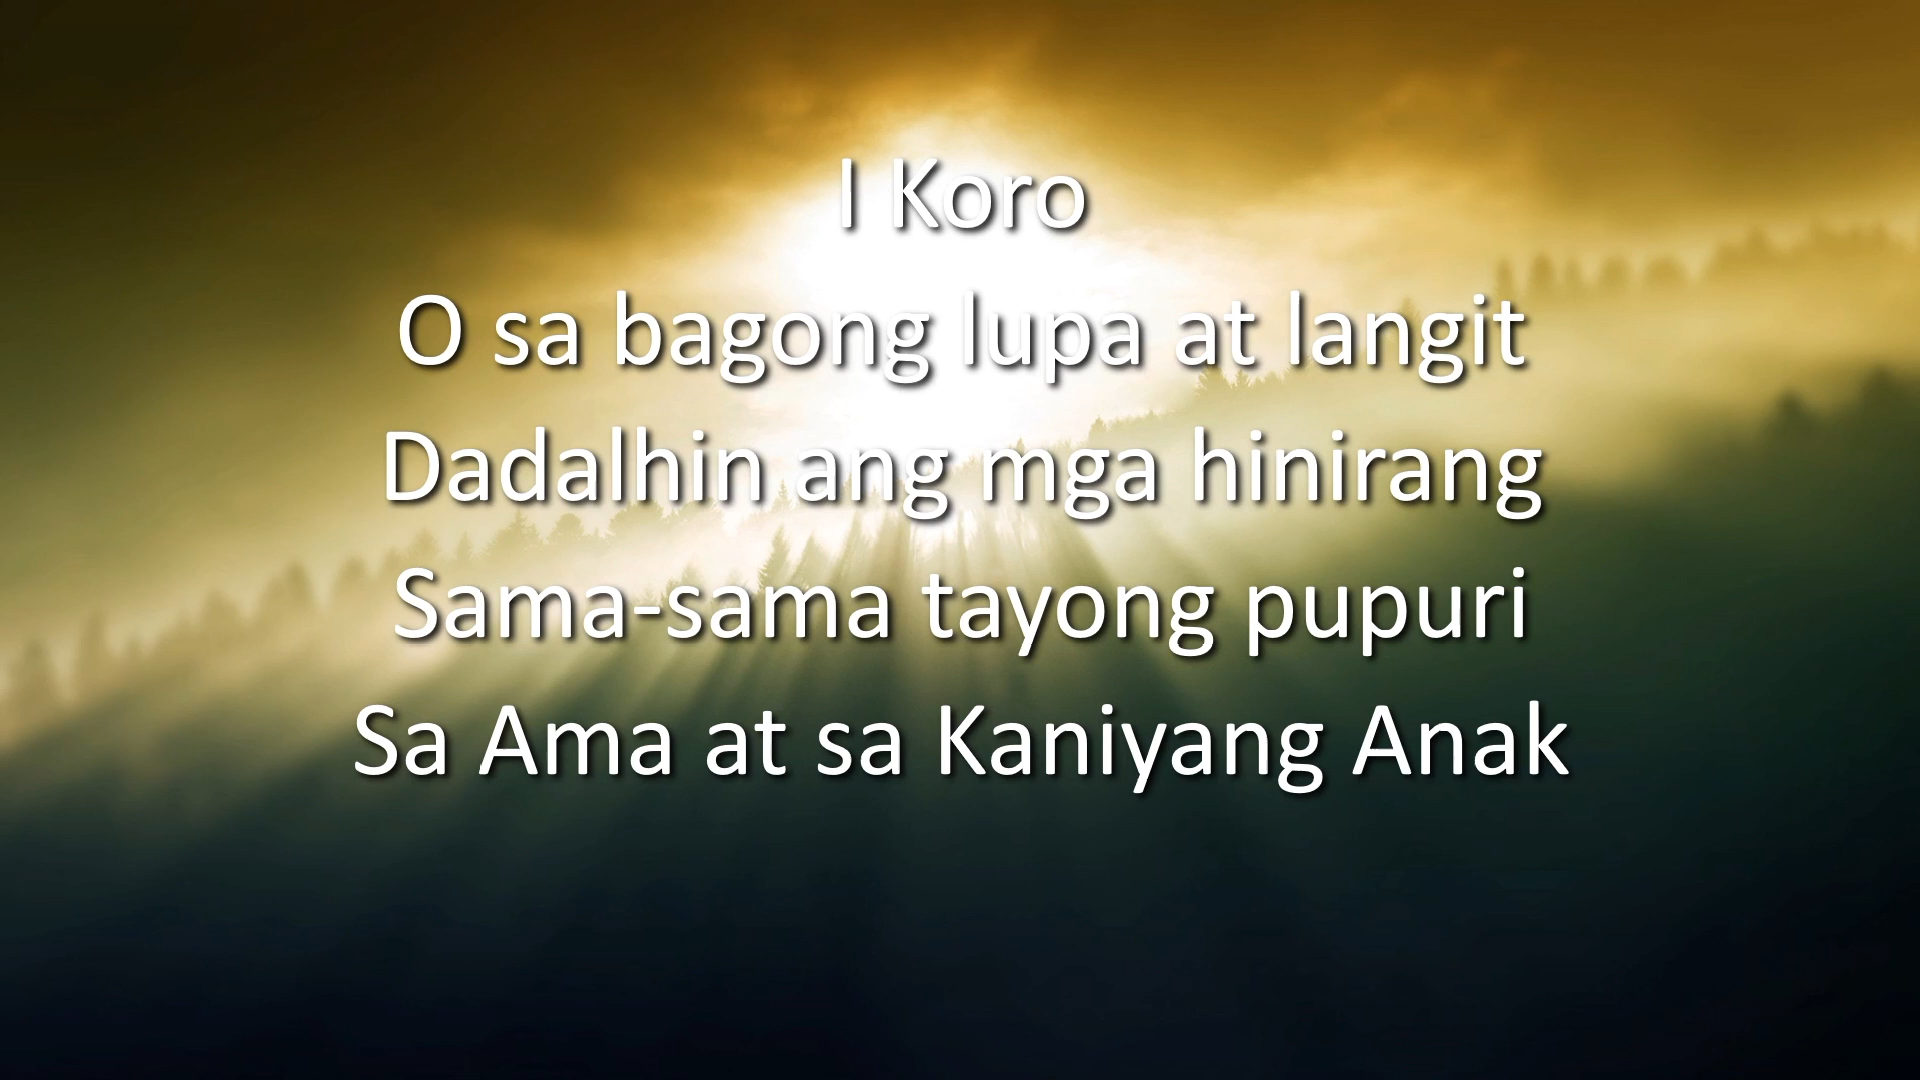 I Koro
O sa bagong lupa at langit
Dadalhin ang mga hinirang
Sama-sama tayong pupuri
Sa Ama at sa Kaniyang Anak